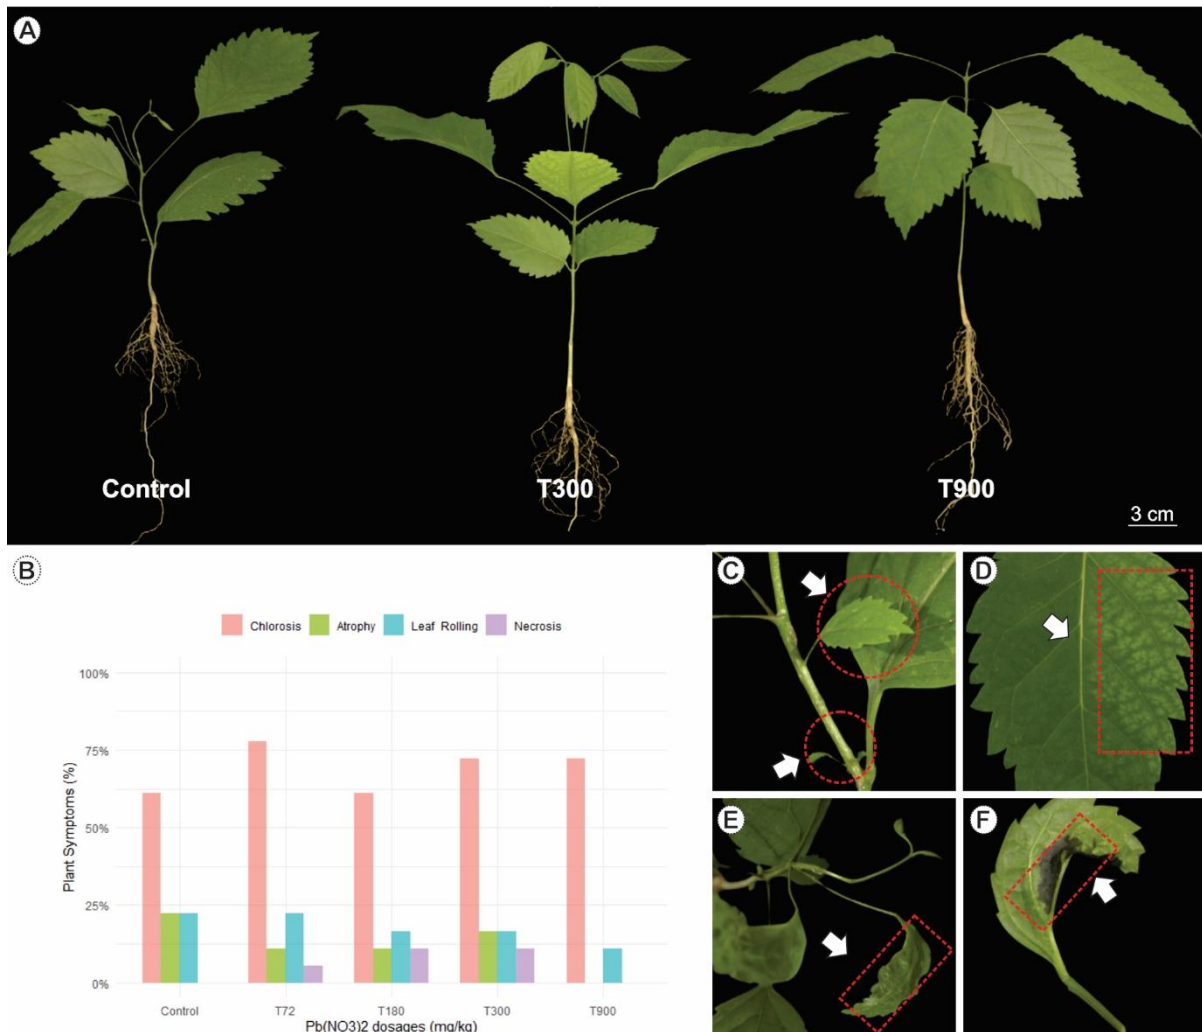 A
Control
T300
T900
3 cm
B
Chlorosis Atrophy Leaf Rolling Necrosis
100%
75%
50%
25%
0%
Plant Symptoms (%)
Control T72 T180 T300 T900
Pb(NO3)2 dosages (mg/kg)
C
D
E
F